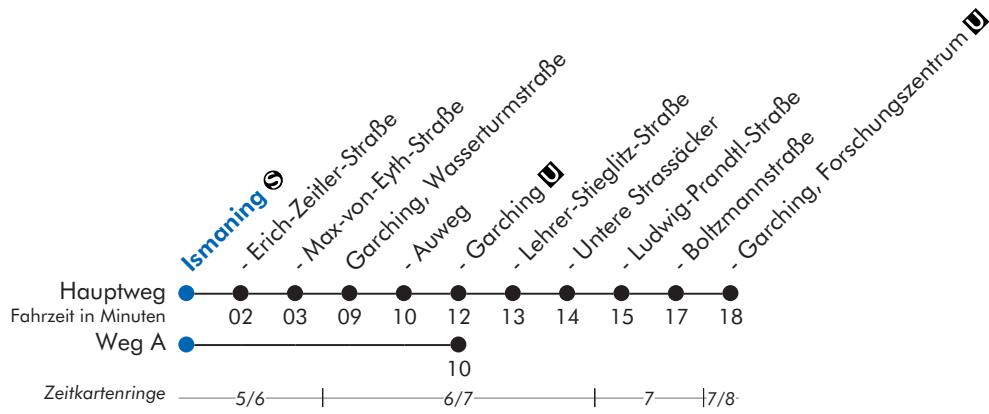 Ismaning S
- Erich-Zeitler-Straße
- Max-von-Eyth-Straße
Garching, Wasserturmstraße
- Auweg
- Garching U
- Lehrer-Stieglitz-Straße
- Untere Strassäcker
- Ludwig-Prandtl-Straße
- Boltzmannstraße
- Garching, Forschungszentrum U
Hauptweg
Fahrzeit in Minuten 02 03 09 10 12 13 14 15 17 18
Weg A
10
Zeitkartenringe 5/6 6/7 7 7/8